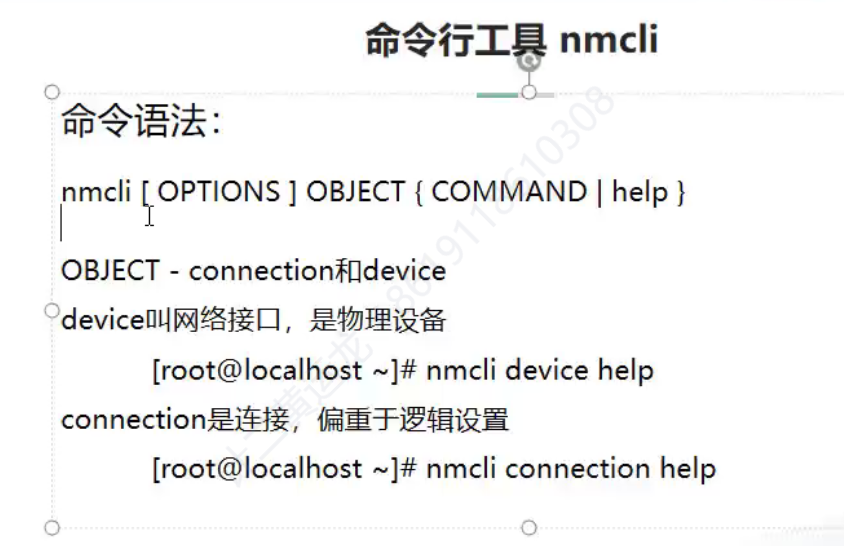 命令行工具 nmcli
命令语法：
nmcli [ OPTIONS ] OBJECT { COMMAND | help }
OBJECT - connection和device
device叫网络接口，是物理设备
[root@localhost ~]# nmcli device help
connection是连接，偏重于逻辑设置
[root@localhost ~]# nmcli connection help